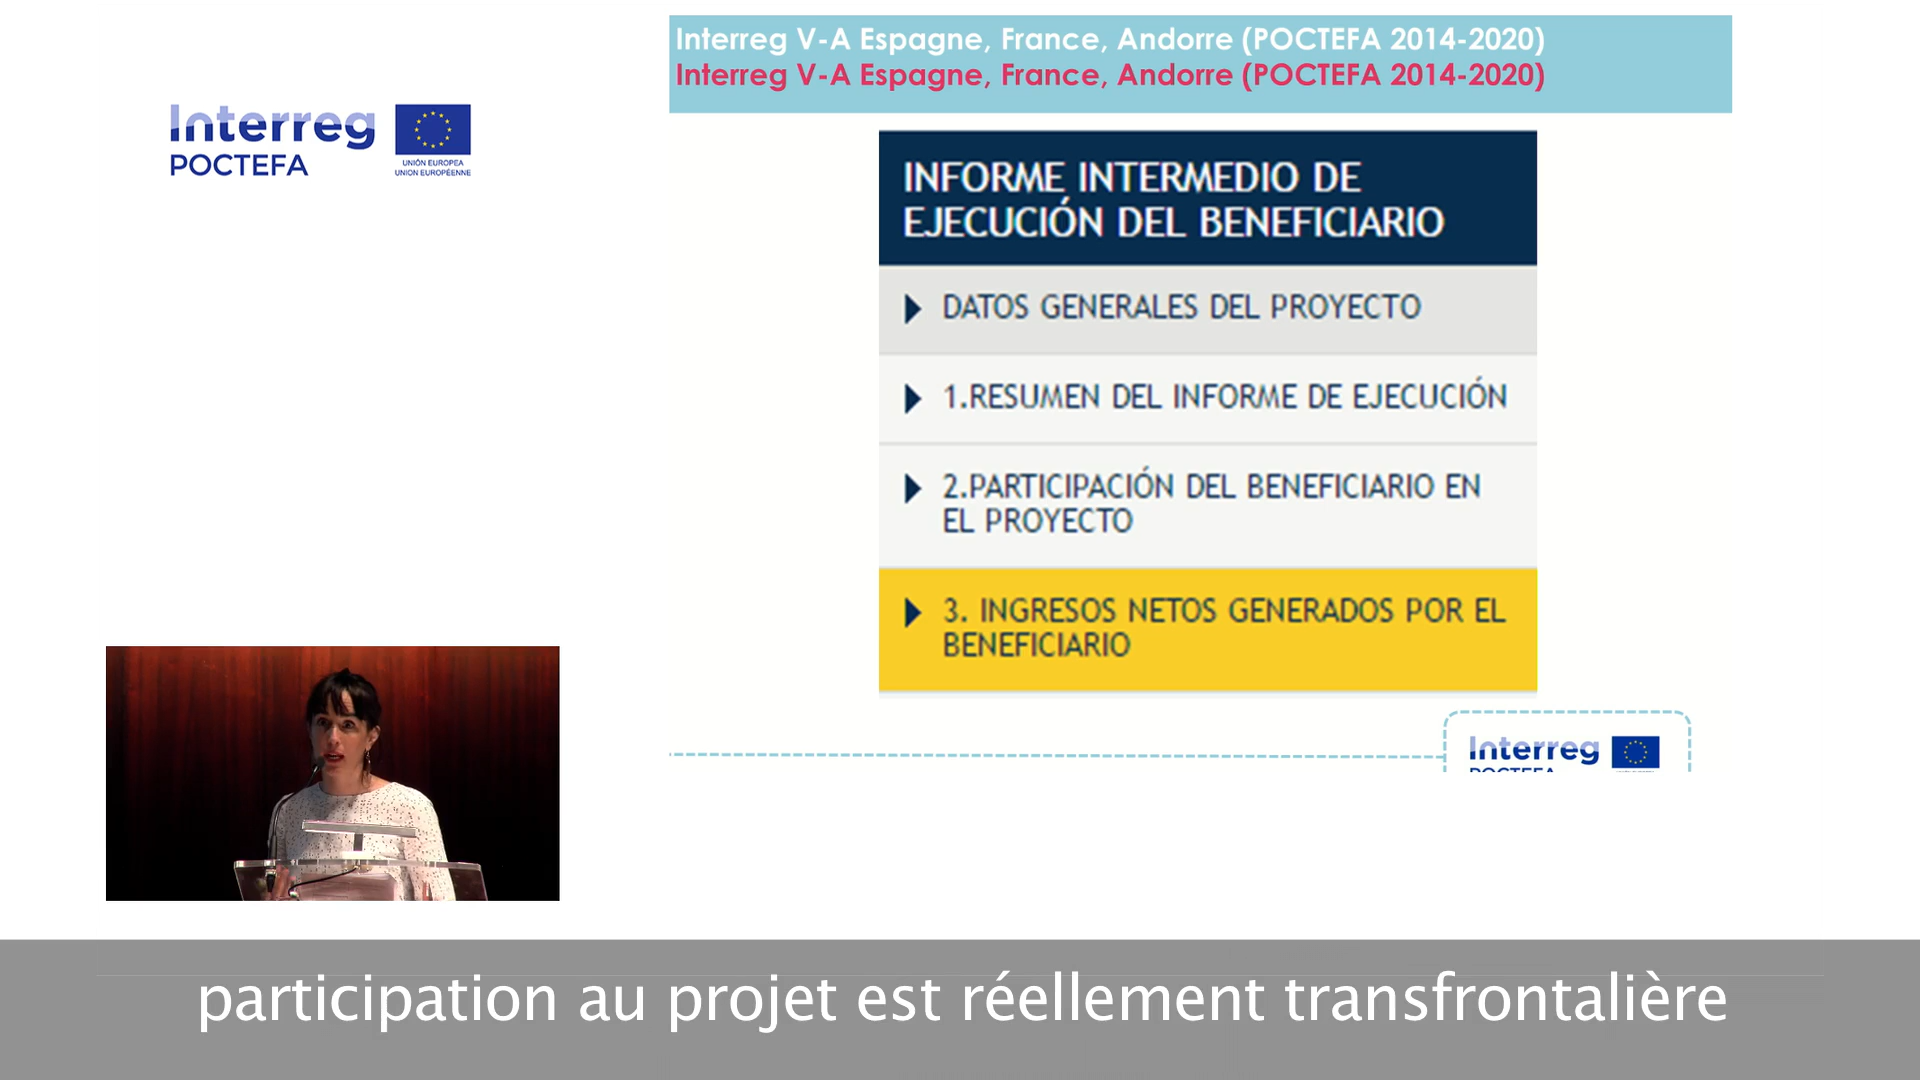 Interreg V-A Espagne, France, Andorre (POCTEFA 2014-2020)
Interreg V-A Espagne, France, Andorre (POCTEFA 2014-2020)
Interreg
POCTEFA
UNIÓN EUROPEA
UNION EUROPÉENNE
INFORME INTERMEDIO DE
EJECUCIÓN DEL BENEFICIARIO
DATOS GENERALES DEL PROYECTO
1.RESUMEN DEL INFORME DE EJECUCIÓN
2.PARTICIPACIÓN DEL BENEFICIARIO EN
EL PROYECTO
3. INGRESOS NETOS GENERADOS POR EL
BENEFICIARIO
Interreg
POCTEFA
participation au projet est réellement transfrontalière